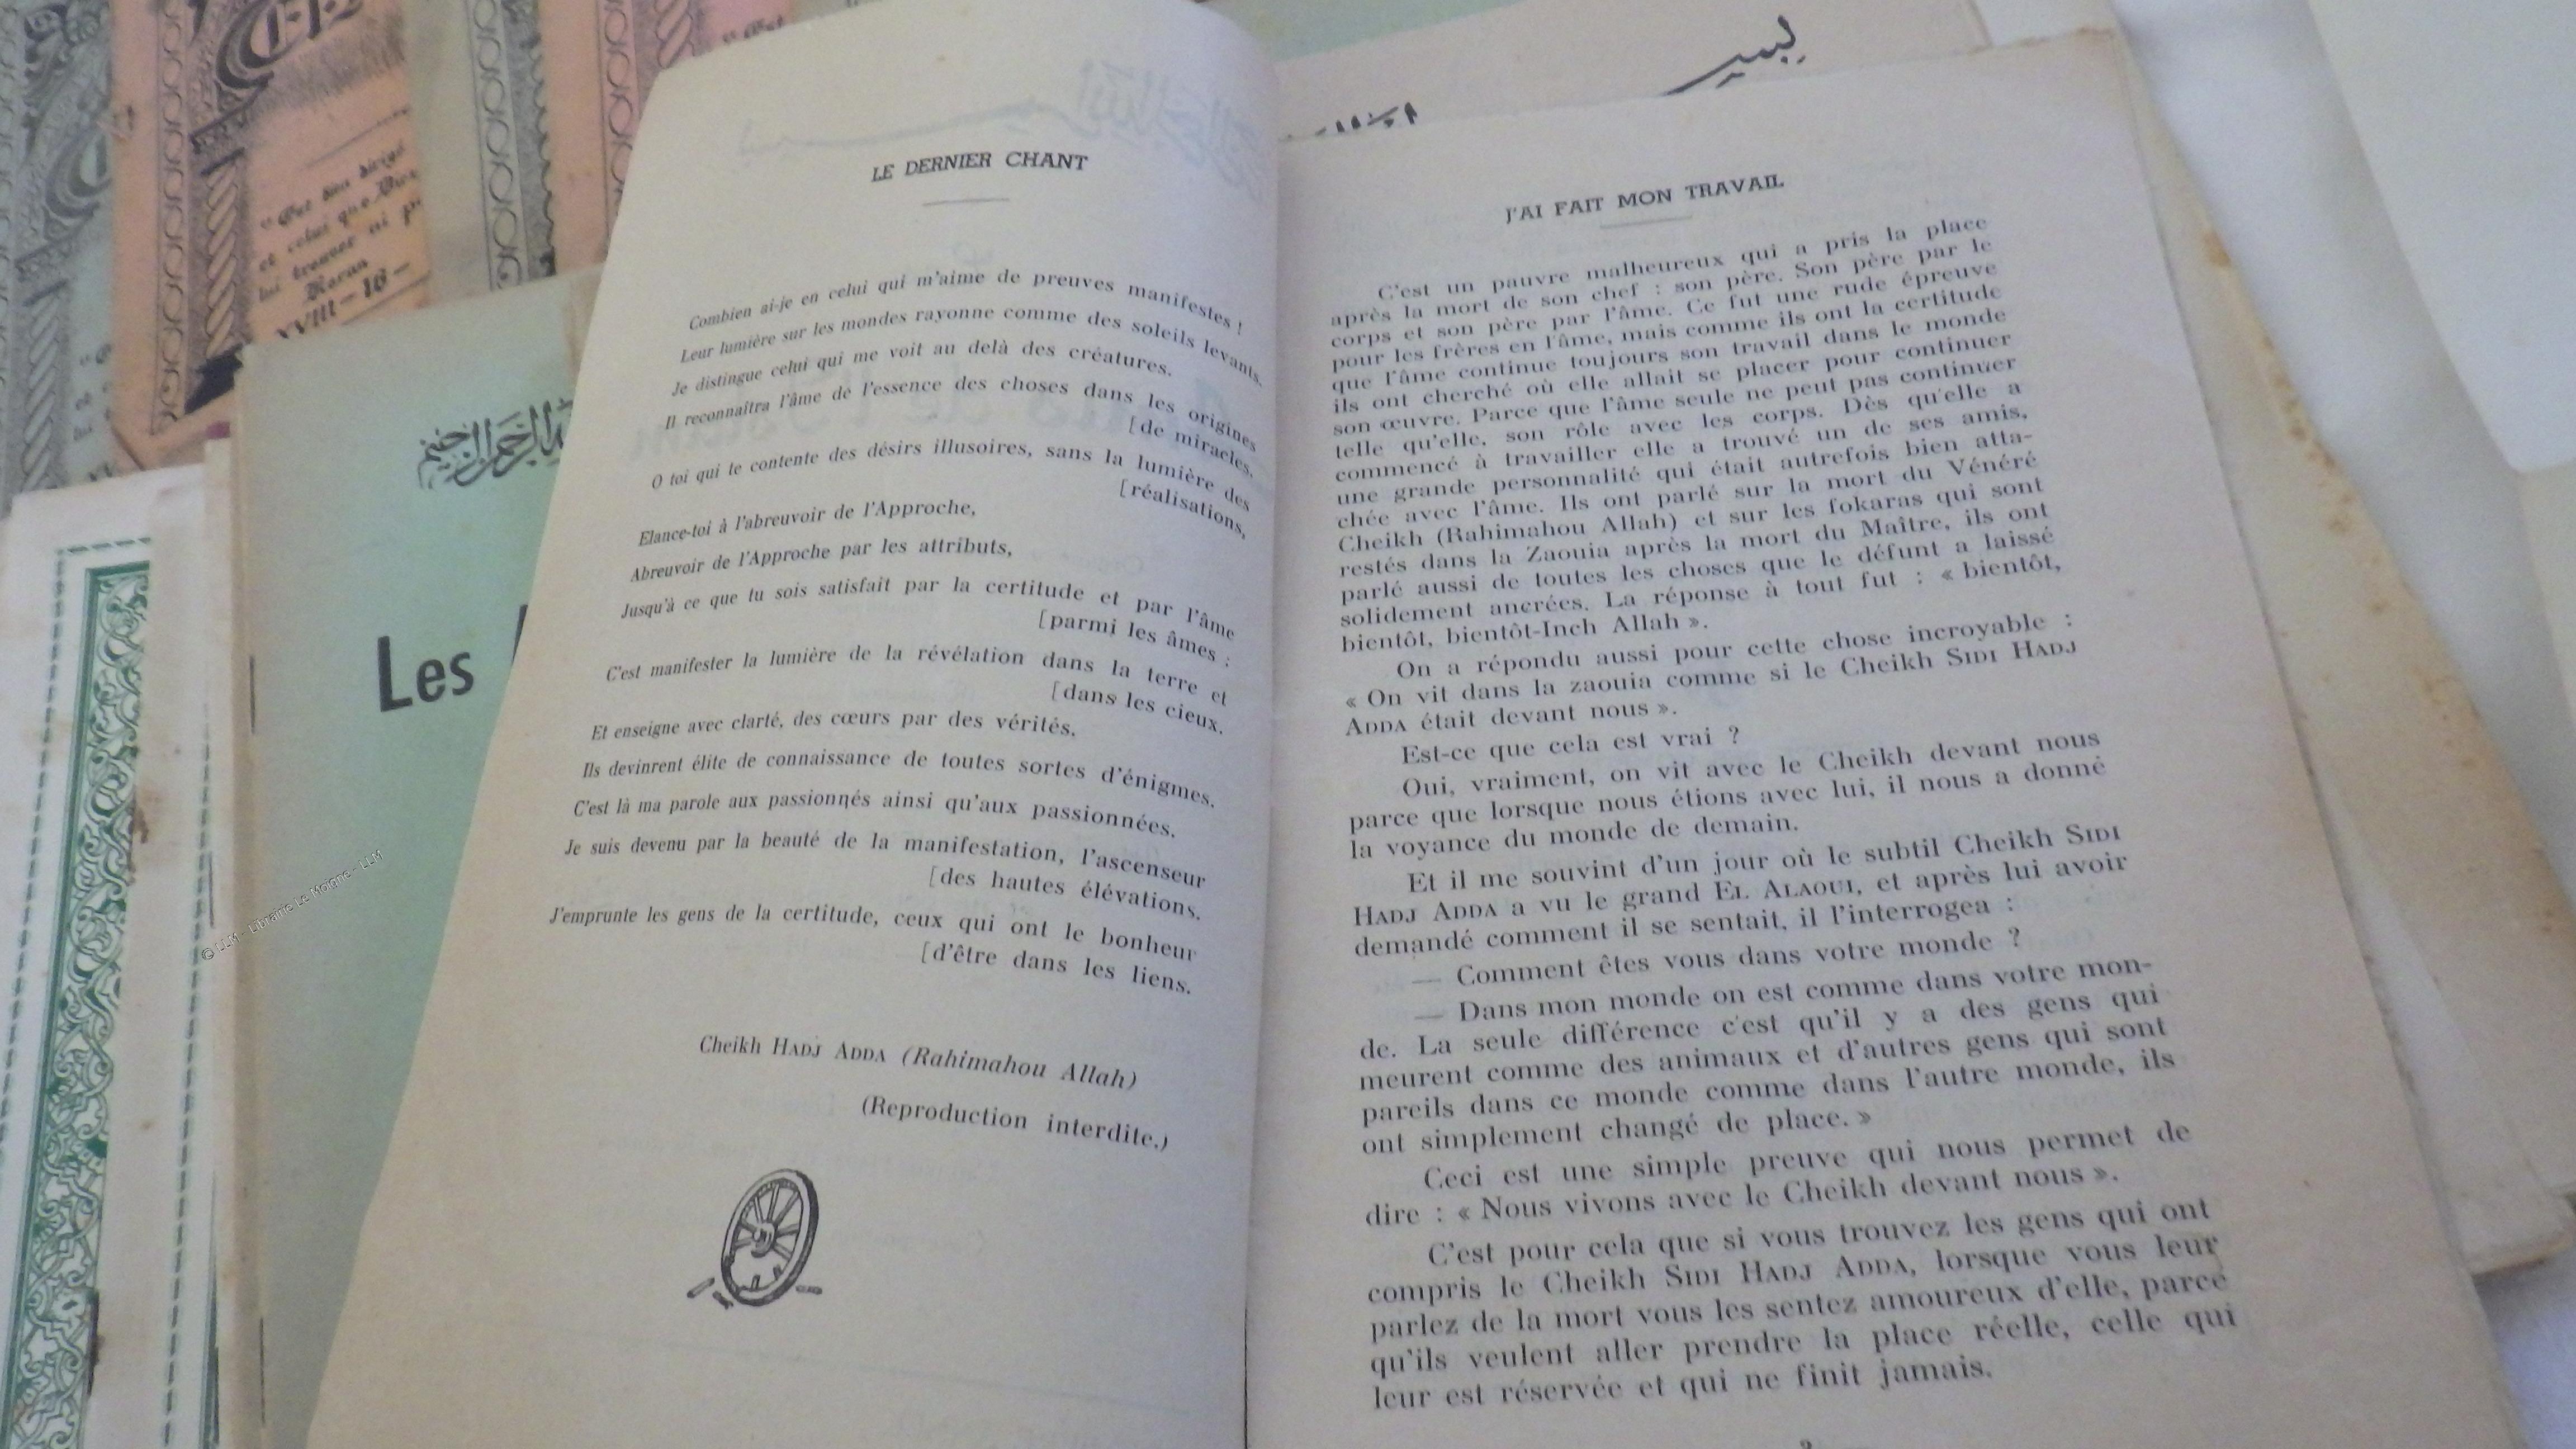 "Est bien dirigé
et celui que Dieu
lui trouver ni
Koran
XVIII — 16 —
Les
© LLM - Librairie Le Moigne - LLM
LE DERNIER CHANT
Combien ai-je en celui qui m'aime de preuves manifestes !
Leur lumière sur les mondes rayonne comme des soleils levants.
Je distingue celui qui me voit au delà des créatures.
Il reconnaîtra l'âme de l'essence des choses dans les origines
[de miracles.
O toi qui te contente des désirs illusoires, sans la lumière des
[réalisations,
Elance-toi à l'abreuvoir de l'Approche,
Abreuvoir de l'Approche par les attributs,
Jusqu'à ce que tu sois satisfait par la certitude et par l'âme
[parmi les âmes ;
C'est manifester la lumière de la révélation dans la terre et
[dans les cieux.
Et enseigne avec clarté, des cœurs par des vérités.
Ils devinrent élite de connaissance de toutes sortes d'énigmes.
C'est là ma parole aux passionnés ainsi qu'aux passionnées.
Je suis devenu par la beauté de la manifestation, l'ascenseur
[des hautes élévations.
J'emprunte les gens de la certitude, ceux qui ont le bonheur
[d'être dans les liens.
Cheikh HADJ ADDA (Rahimahou Allah)
(Reproduction interdite.)
J'AI FAIT MON TRAVAIL
C'est un pauvre malheureux qui a pris la place
après la mort de son chef : son père. Son père par le
corps et son père par l'âme. Ce fut une rude épreuve
pour les frères en l'âme, mais comme ils ont la certitude
que l'âme continue toujours son travail dans le monde
ils ont cherché où elle allait se placer pour continuer
son œuvre. Parce que l'âme seule ne peut pas continuer
telle qu'elle, son rôle avec les corps. Dès qu'elle a
commencé à travailler elle a trouvé un de ses amis,
une grande personnalité qui était autrefois bien atta-
chée avec l'âme. Ils ont parlé sur la mort du Vénéré
Cheikh (Rahimahou Allah) et sur les fokaras qui sont
restés dans la Zaouia après la mort du Maître, ils ont
parlé aussi de toutes les choses que le défunt a laissé
solidement ancrées. La réponse à tout fut : « bientôt,
bientôt, bientôt-Inch Allah ».
On a répondu aussi pour cette chose incroyable :
« On vit dans la zaouia comme si le Cheikh SIDI HADJ
ADDA était devant nous ».
Est-ce que cela est vrai ?
Oui, vraiment, on vit avec le Cheikh devant nous
parce que lorsque nous étions avec lui, il nous a donné
la voyance du monde de demain.
Et il me souvint d'un jour où le subtil Cheikh SIDI
HADJ ADDA a vu le grand EL ALAOUI, et après lui avoir
demandé comment il se sentait, il l'interrogea :
— Comment êtes vous dans votre monde ?
— Dans mon monde on est comme dans votre mon-
de. La seule différence c'est qu'il y a des gens qui
meurent comme des animaux et d'autres gens qui sont
pareils dans ce monde comme dans l'autre monde, ils
ont simplement changé de place. »
Ceci est une simple preuve qui nous permet de
dire : « Nous vivons avec le Cheikh devant nous ».
C'est pour cela que si vous trouvez les gens qui ont
compris le Cheikh SIDI HADJ ADDA, lorsque vous leur
parlez de la mort vous les sentez amoureux d'elle, parce
qu'ils veulent aller prendre la place réelle, celle qui
leur est réservée et qui ne finit jamais.